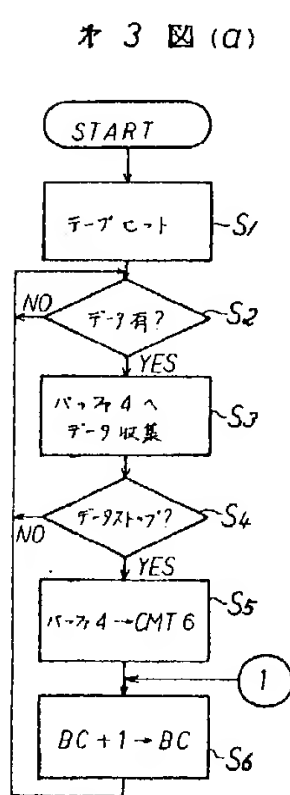 オ 3 図 (a)
START
テープセット
S1
データ有?
S2
NO
YES
バッファ4へ
データ収集
S3
データストップ?
S4
NO
YES
バッファ4→CMT6
S5
1
BC+1→BC
S6